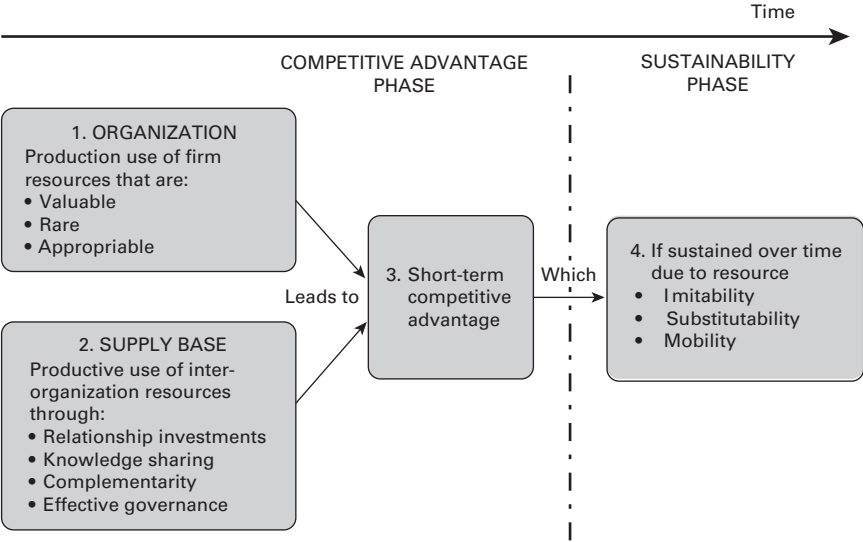 Time
COMPETITIVE ADVANTAGE
PHASE
SUSTAINABILITY
PHASE
1. ORGANIZATION
Production use of firm
resources that are:
• Valuable
• Rare
• Appropriable
2. SUPPLY BASE
Productive use of inter-
organization resources
through:
• Relationship investments
• Knowledge sharing
• Complementarity
• Effective governance
Leads to
3. Short-term
competitive
advantage
Which
4. If sustained over time
due to resource
• Imitability
• Substitutability
• Mobility